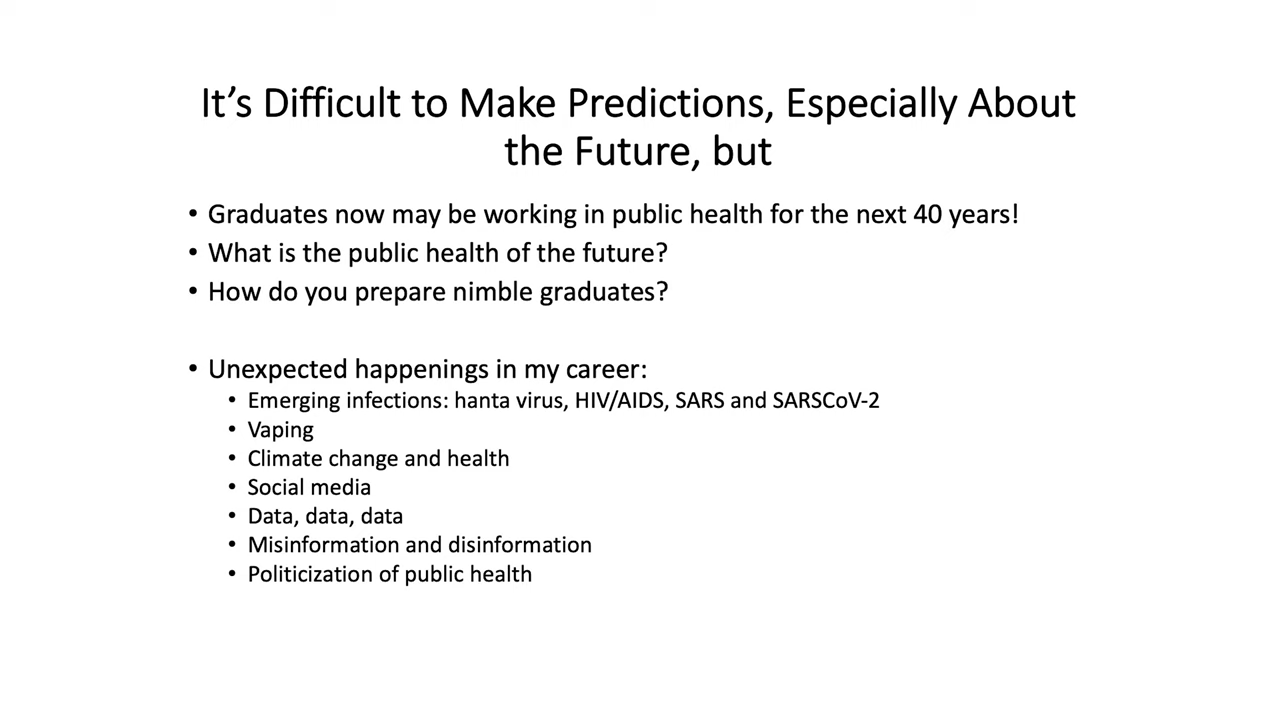 It's Difficult to Make Predictions, Especially About
the Future, but
• Graduates now may be working in public health for the next 40 years!
• What is the public health of the future?
• How do you prepare nimble graduates?
• Unexpected happenings in my career:
• Emerging infections: hanta virus, HIV/AIDS, SARS and SARSCoV-2
• Vaping
• Climate change and health
• Social media
• Data, data, data
• Misinformation and disinformation
• Politicization of public health